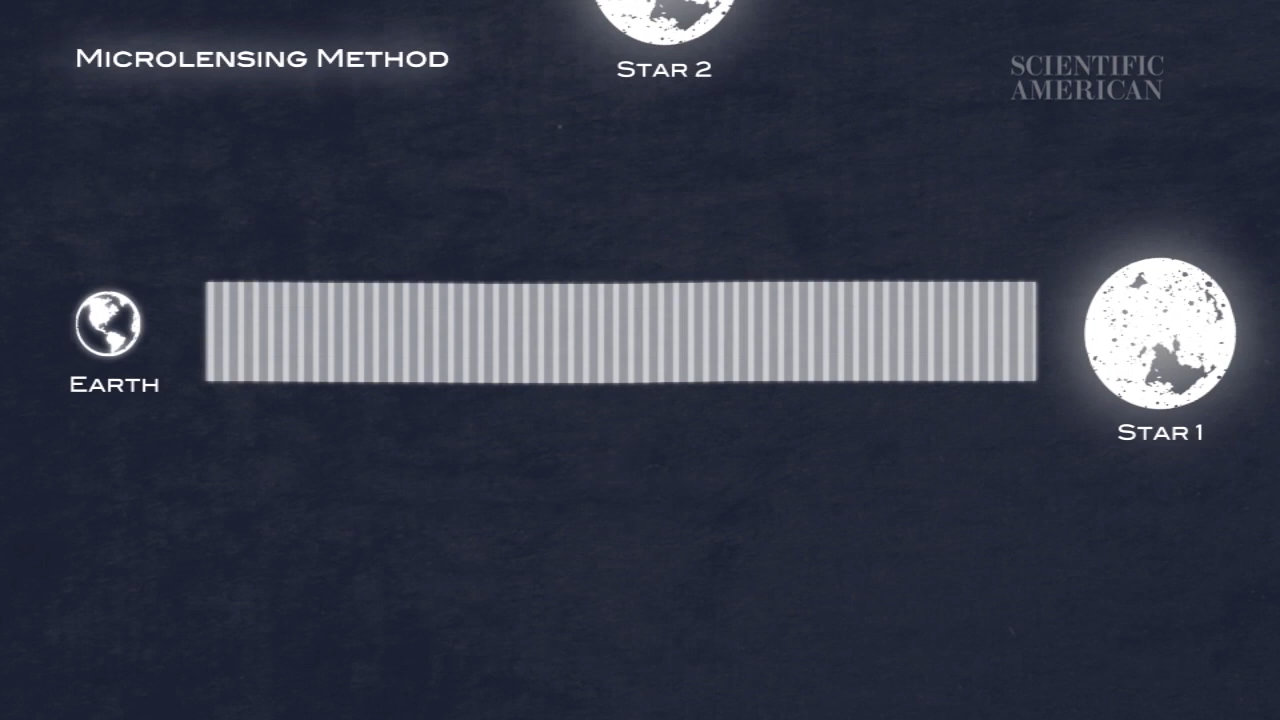 Microlensing Method
Star 2
SCIENTIFIC
AMERICAN
Earth
Star 1